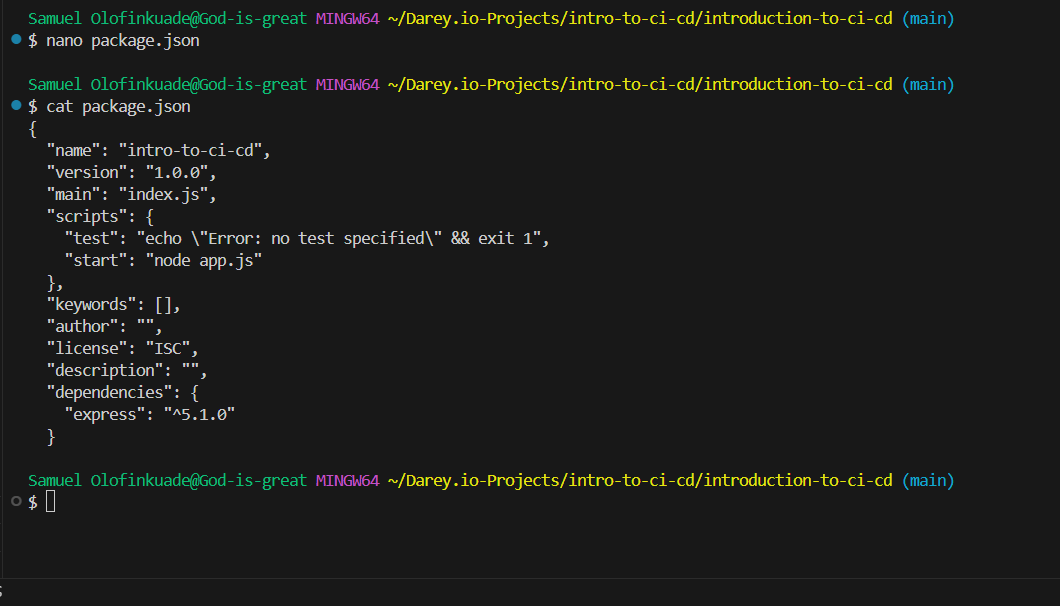 Samuel Olofinkuade@God-is-great MINGW64 ~/Darey.io-Projects/intro-to-ci-cd/introduction-to-ci-cd (main)
$ nano package.json
Samuel Olofinkuade@God-is-great MINGW64 ~/Darey.io-Projects/intro-to-ci-cd/introduction-to-ci-cd (main)
$ cat package.json
{
  "name": "intro-to-ci-cd",
  "version": "1.0.0",
  "main": "index.js",
  "scripts": {
    "test": "echo \"Error: no test specified\" && exit 1",
    "start": "node app.js"
  },
  "keywords": [],
  "author": "",
  "license": "ISC",
  "description": "",
  "dependencies": {
    "express": "^5.1.0"
  }
Samuel Olofinkuade@God-is-great MINGW64 ~/Darey.io-Projects/intro-to-ci-cd/introduction-to-ci-cd (main)
$